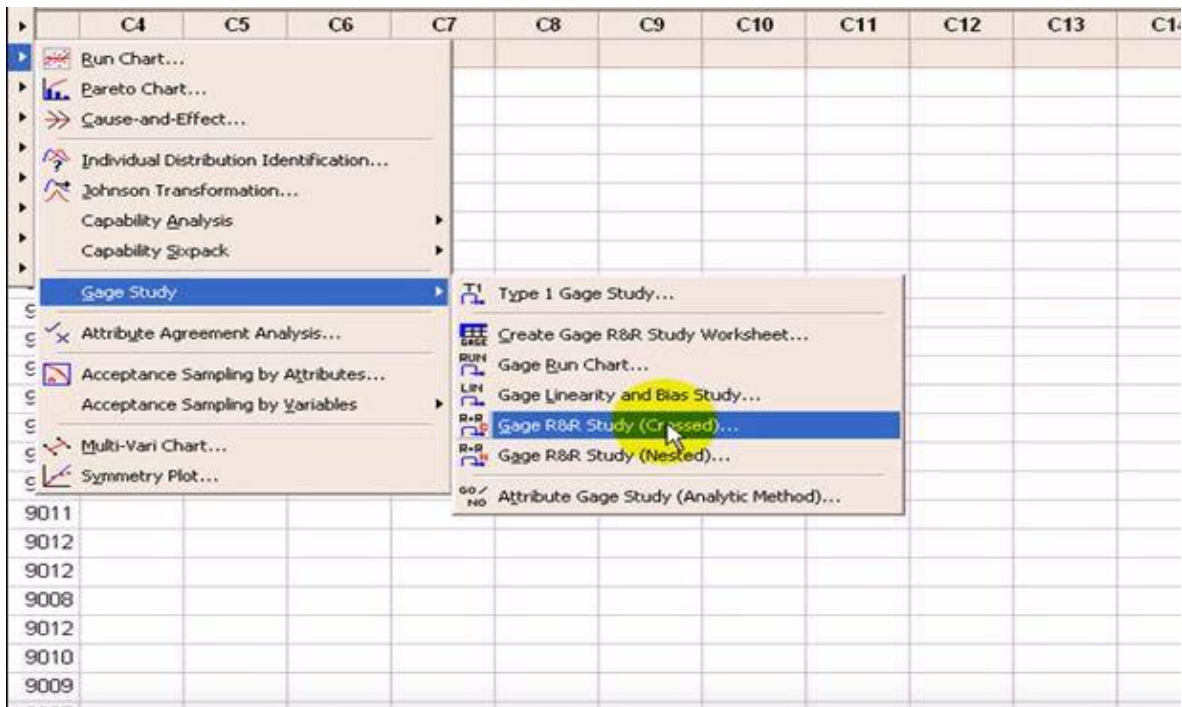 C4 C5 C6 C7 C8 C9 C10 C11 C12 C13
Run Chart...
Pareto Chart...
Cause-and-Effect...
Individual Distribution Identification...
Johnson Transformation...
Capability Analysis
Capability Sixpack
Gage Study
Attribute Agreement Analysis...
Acceptance Sampling by Attributes...
Acceptance Sampling by Variables
Multi-Vari Chart...
Symmetry Plot...
T1 Type 1 Gage Study...
GAGE Create Gage R&R Study Worksheet...
RUN Gage Run Chart...
LIN Gage Linearity and Bias Study...
R+R Gage R&R Study (Crossed)...
R+R Gage R&R Study (Nested)...
GO/NO Attribute Gage Study (Analytic Method)...
9011
9012
9012
9008
9012
9010
9009